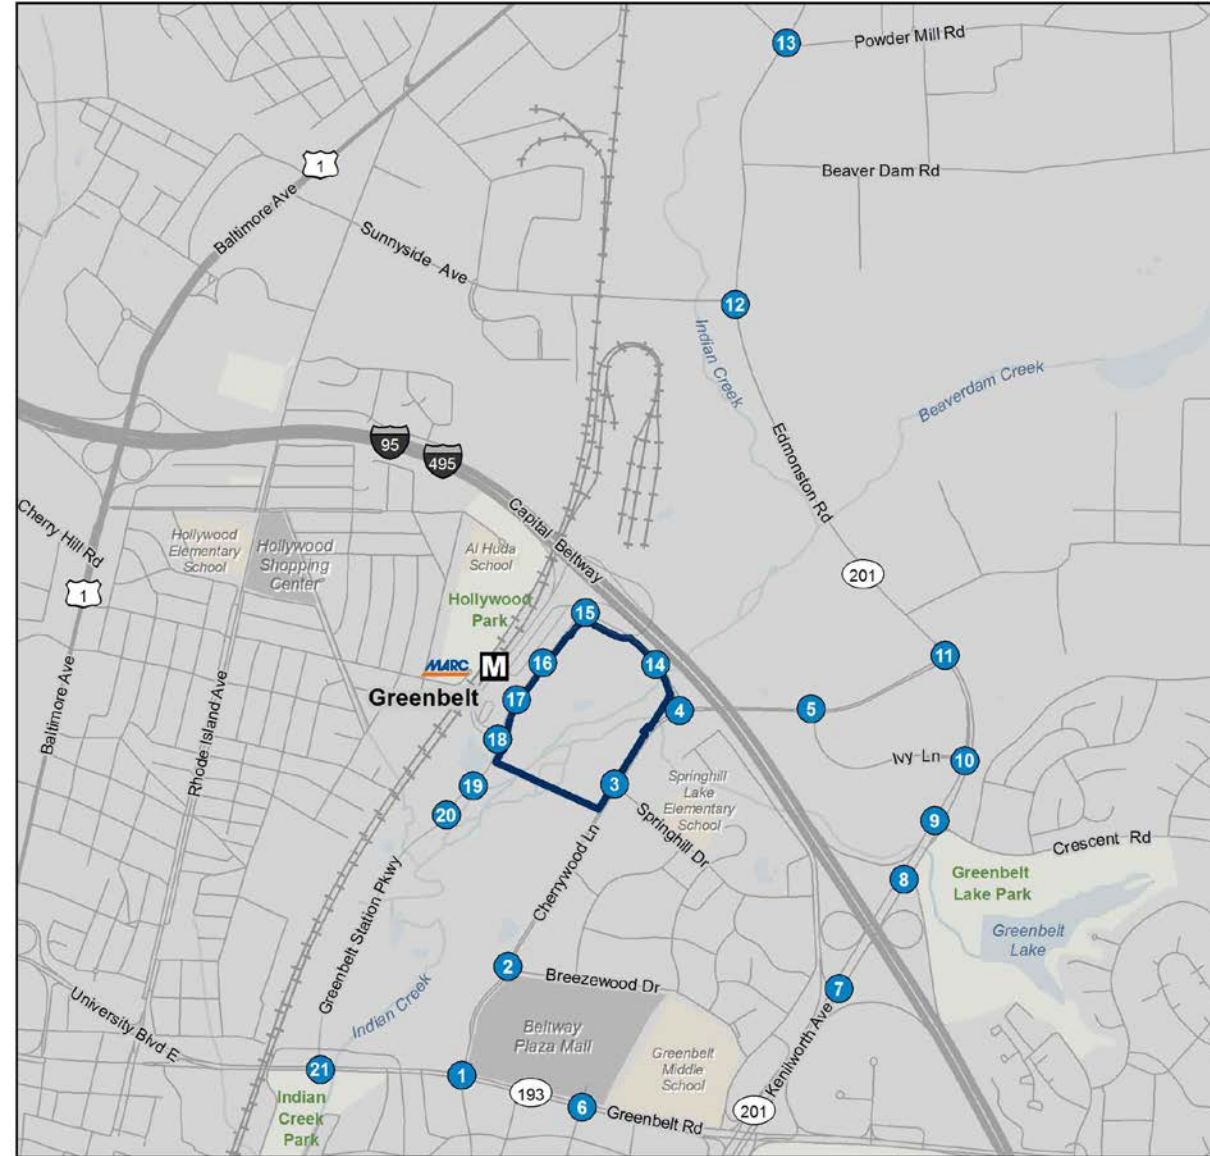 13
Powder Mill Rd
1
Beaver Dam Rd
Baltimore Ave
Sunnyside Ave
12
Indian Creek
Beaverdam Creek
95
495
Edmonston Rd
Cherry Hill Rd
Capital Beltway
Hollywood
Elementary
School
Hollywood
Shopping
Center
Al Huda
School
201
1
Hollywood
Park
15
MARC
M
16
14
11
Greenbelt
17
4
5
Baltimore Ave
Rhode Island Ave
18
Ivy Ln
10
19
3
Springhill
Lake
Elementary
School
20
Springhill Dr
9
Crescent Rd
Cherrywood Ln
8
Greenbelt
Lake Park
Greenbelt Station Pkwy
Greenbelt
Lake
2
Breezewood Dr
7
Indian Creek
University Blvd E
Beltway
Plaza Mall
Kenilworth Ave
Greenbelt
Middle
School
21
1
193
6
Greenbelt Rd
201
Indian
Creek
Park